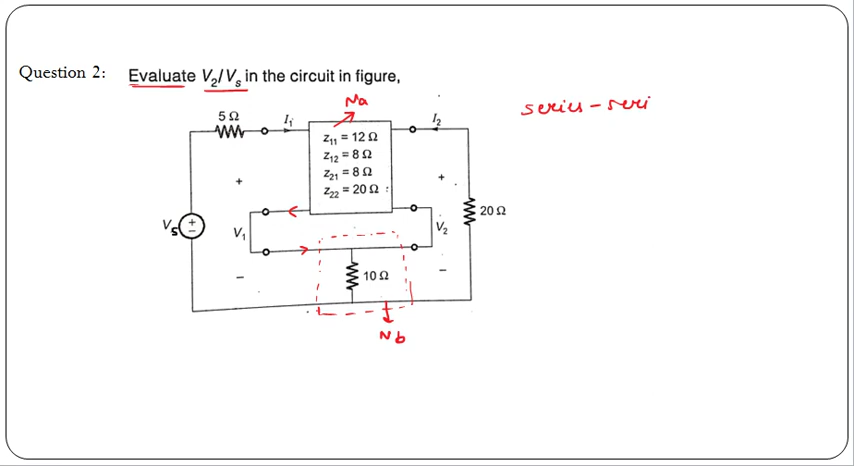 Question 2: Evaluate V₂/Vₛ in the circuit in figure,
Na
series - seri
5 Ω
I₁
I₂
z₁₁ = 12 Ω
z₁₂ = 8 Ω
z₂₁ = 8 Ω
z₂₂ = 20 Ω
+
+
20 Ω
Vₛ
+
−
V₁
V₂
10 Ω
−
−
Nb